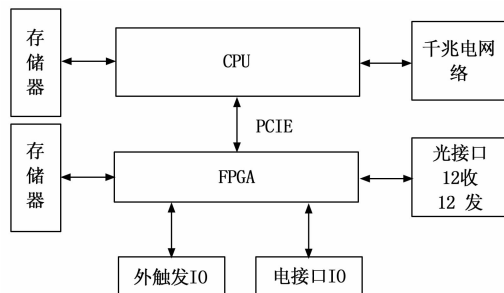 存
储
器
CPU
千兆电网
络
PCIE
存
储
器
FPGA
光接口
12收
12 发
外触发IO
电接口IO